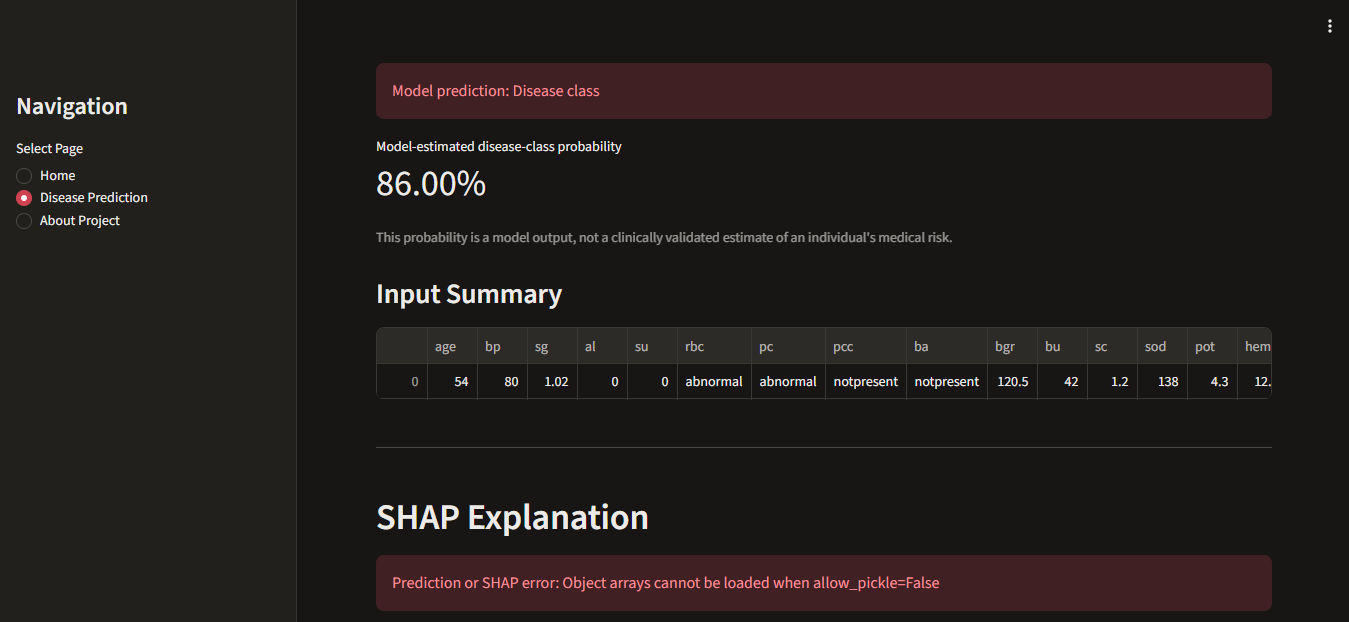 Navigation
Select Page
Home
Disease Prediction
About Project
Model prediction: Disease class
Model-estimated disease-class probability
86.00%
This probability is a model output, not a clinically validated estimate of an individual's medical risk.
Input Summary
age bp sg al su rbc pc pcc ba bgr bu sc sod pot hem
0 54 80 1.02 0 0 abnormal abnormal notpresent notpresent 120.5 42 1.2 138 4.3 12.
SHAP Explanation
Prediction or SHAP error: Object arrays cannot be loaded when allow_pickle=False